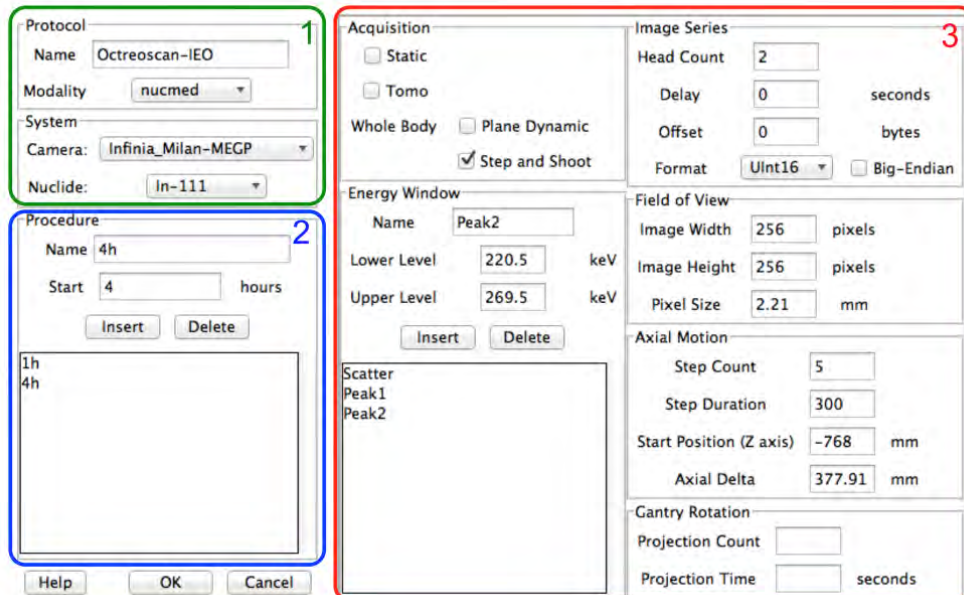 1
Protocol
Name Octreoscan-IEO
Modality nucmed
System
Camera: Infinia_Milan-MEGP
Nuclide: In-111
2
Procedure
Name 4h
Start 4 hours
Insert Delete
1h
4h
Help OK Cancel
3
Acquisition
Static
Tomo
Whole Body Plane Dynamic
Step and Shoot
Energy Window
Name Peak2
Lower Level 220.5 keV
Upper Level 269.5 keV
Insert Delete
Scatter
Peak1
Peak2
Image Series
Head Count 2
Delay 0 seconds
Offset 0 bytes
Format UInt16 Big-Endian
Field of View
Image Width 256 pixels
Image Height 256 pixels
Pixel Size 2.21 mm
Axial Motion
Step Count 5
Step Duration 300
Start Position (Z axis) -768 mm
Axial Delta 377.91 mm
Gantry Rotation
Projection Count
Projection Time seconds